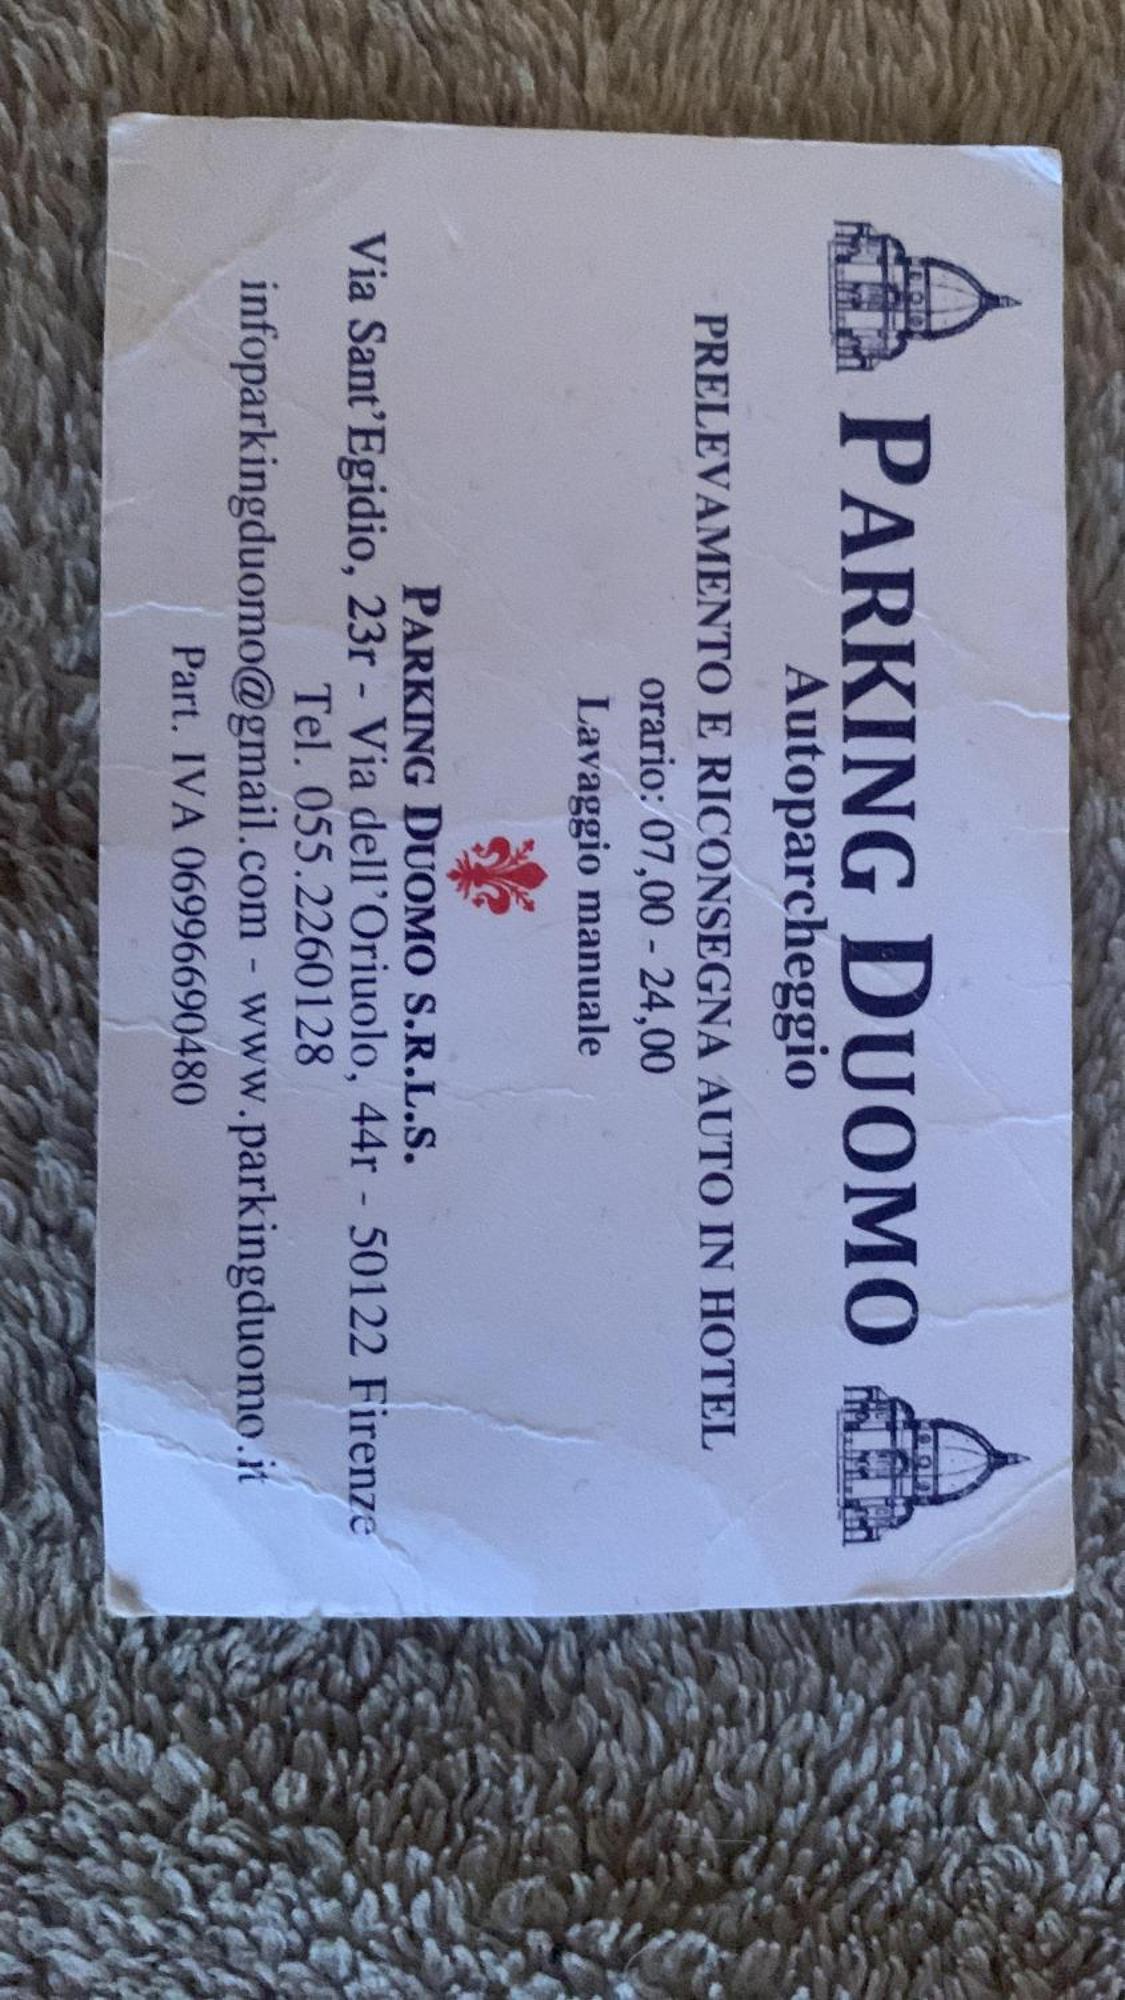 PARKING DUOMO
Autoparcheggio
PRELEVAMENTO E RICONSEGNA AUTO IN HOTEL
orario: 07,00 - 24,00
Lavaggio manuale
PARKING DUOMO S.R.L.S.
Via Sant'Egidio, 23r - Via dell'Oriuolo, 44r - 50122 Firenze
Tel. 055.2260128
infoparkingduomo@gmail.com - www.parkingduomo.it
Part. IVA 06996690480